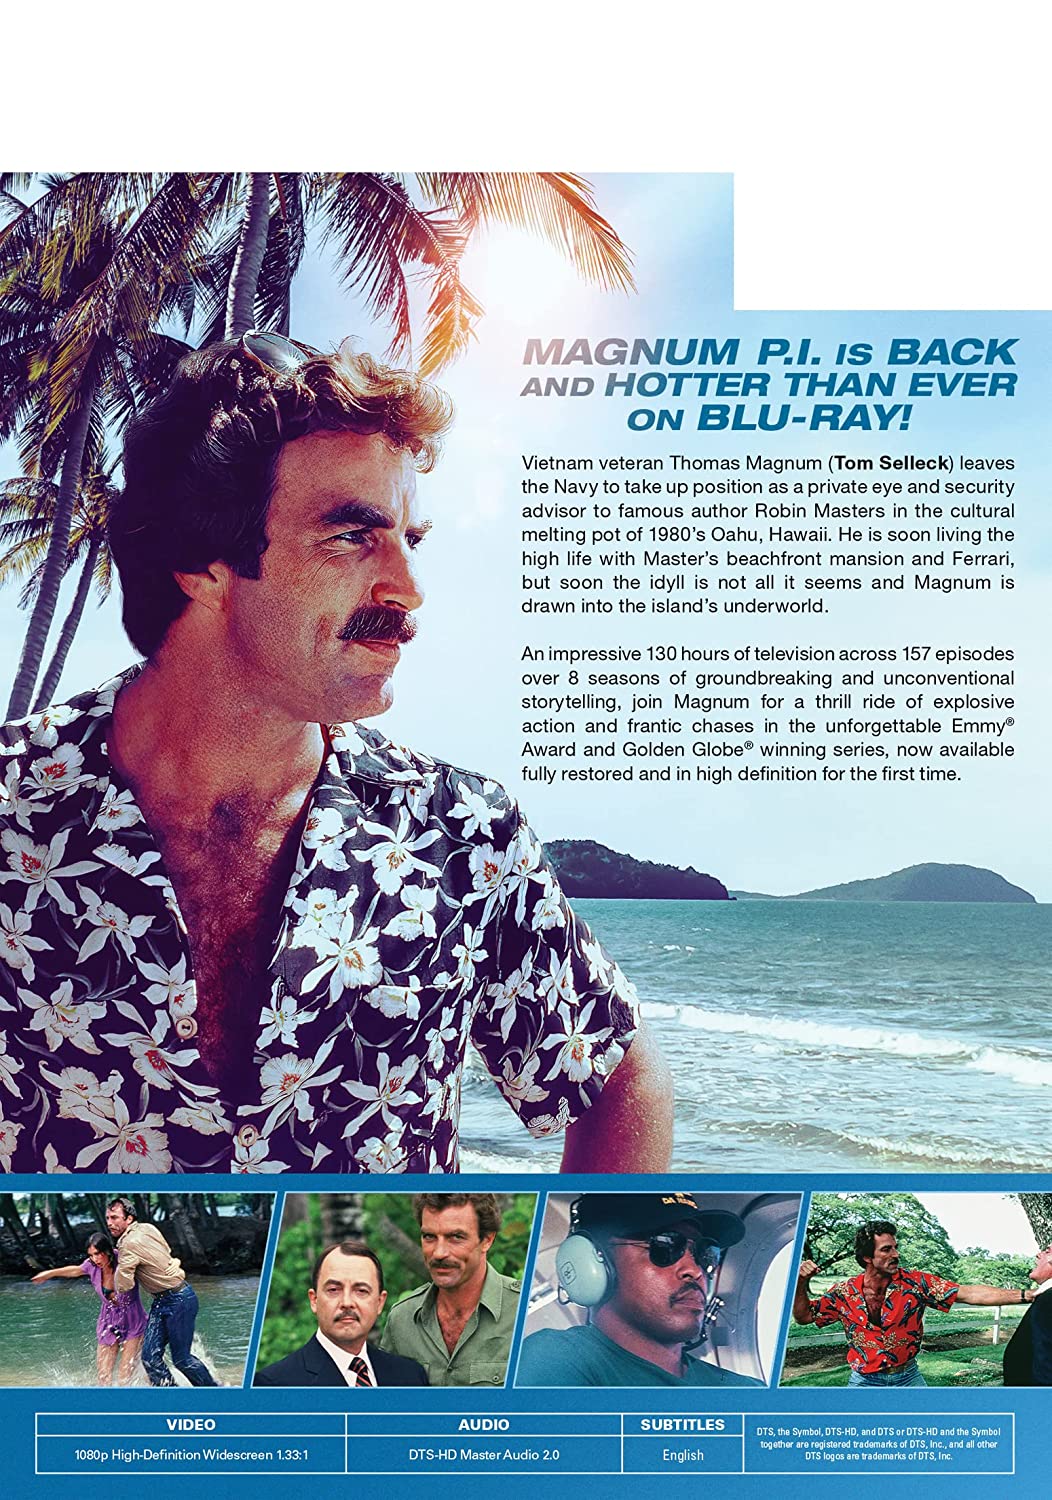 MAGNUM P.I. IS BACK
AND HOTTER THAN EVER
ON BLU-RAY!
Vietnam veteran Thomas Magnum (Tom Selleck) leaves
the Navy to take up position as a private eye and security
advisor to famous author Robin Masters in the cultural
melting pot of 1980's Oahu, Hawaii. He is soon living the
high life with Master's beachfront mansion and Ferrari,
but soon the idyll is not all it seems and Magnum is
drawn into the island's underworld.
An impressive 130 hours of television across 157 episodes
over 8 seasons of groundbreaking and unconventional
storytelling, join Magnum for a thrill ride of explosive
action and frantic chases in the unforgettable Emmy®
Award and Golden Globe® winning series, now available
fully restored and in high definition for the first time.
VIDEO
1080p High-Definition Widescreen 1.33:1
AUDIO
DTS-HD Master Audio 2.0
SUBTITLES
English
DTS, the Symbol, DTS-HD, and DTS or DTS-HD and the Symbol
together are registered trademarks of DTS, Inc., and all other
DTS logos are trademarks of DTS, Inc.